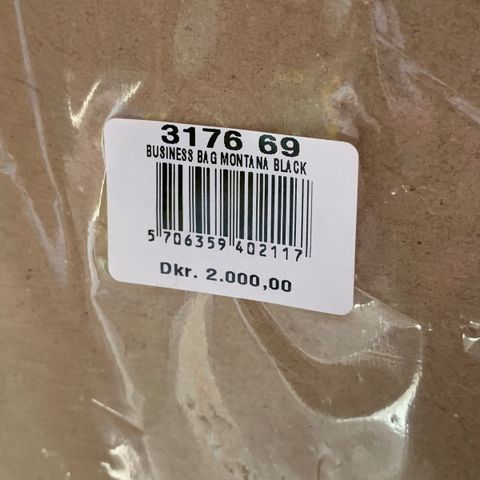 3176 69
BUSINESS BAG MONTANA BLACK
5 706359 402117
Dkr. 2.000,00